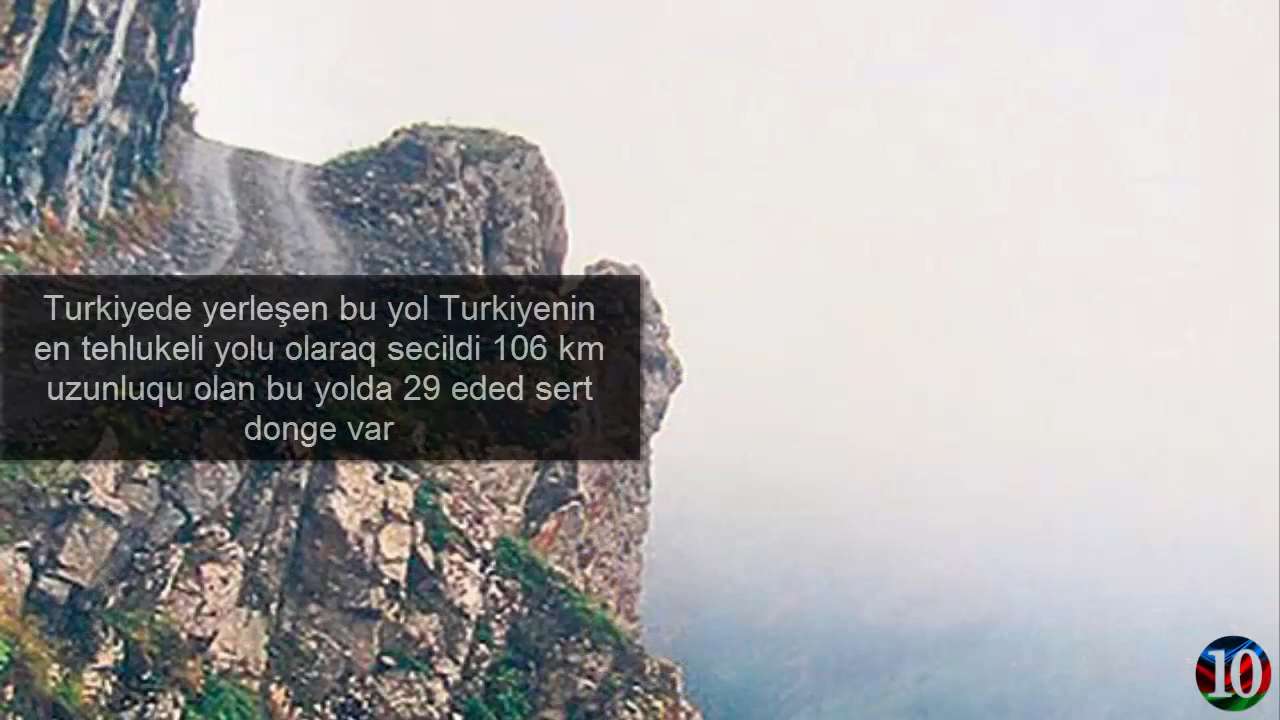 Turkiyede yerleşen bu yol Turkiyenin
en tehlukeli yolu olaraq secildi 106 km
uzunluqu olan bu yolda 29 eded sert
donge var
10